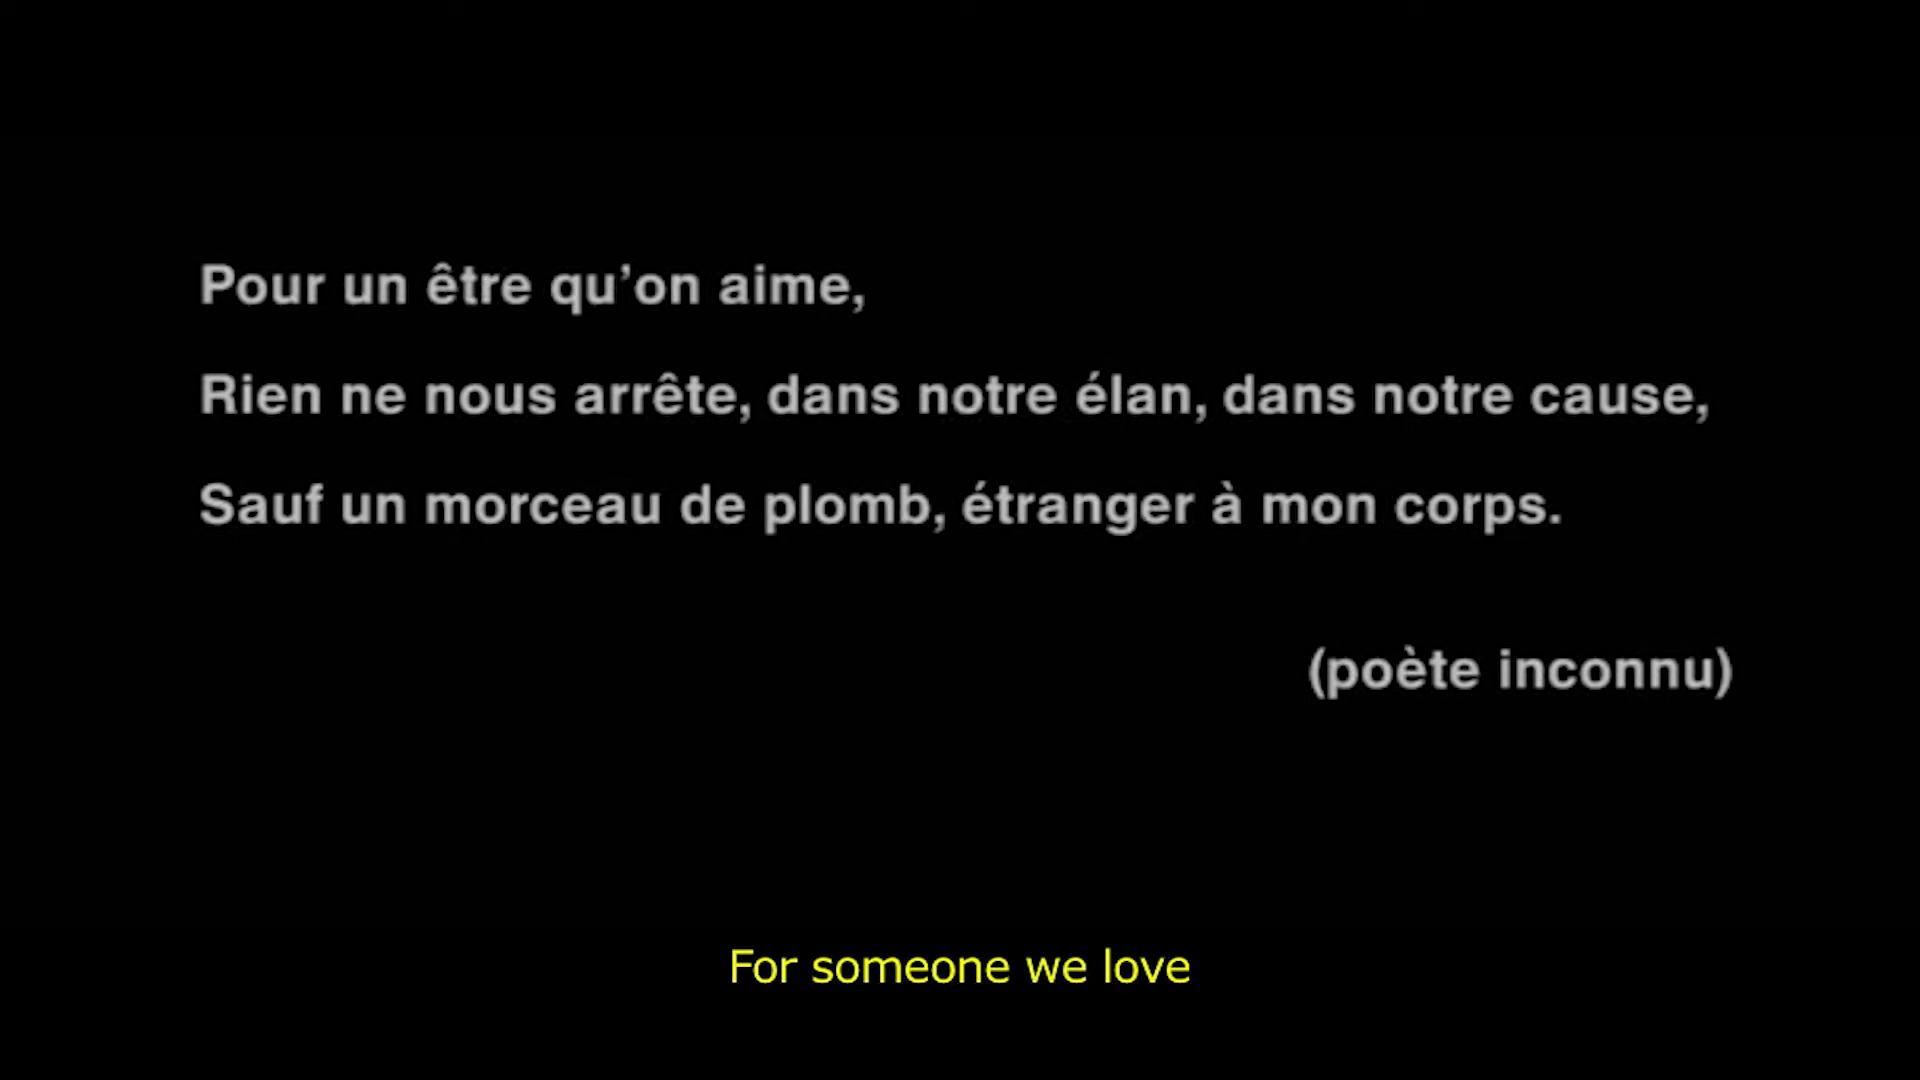 Pour un être qu’on aime,
Rien ne nous arrête, dans notre élan, dans notre cause,
Sauf un morceau de plomb, étranger à mon corps.
(poète inconnu)
For someone we love